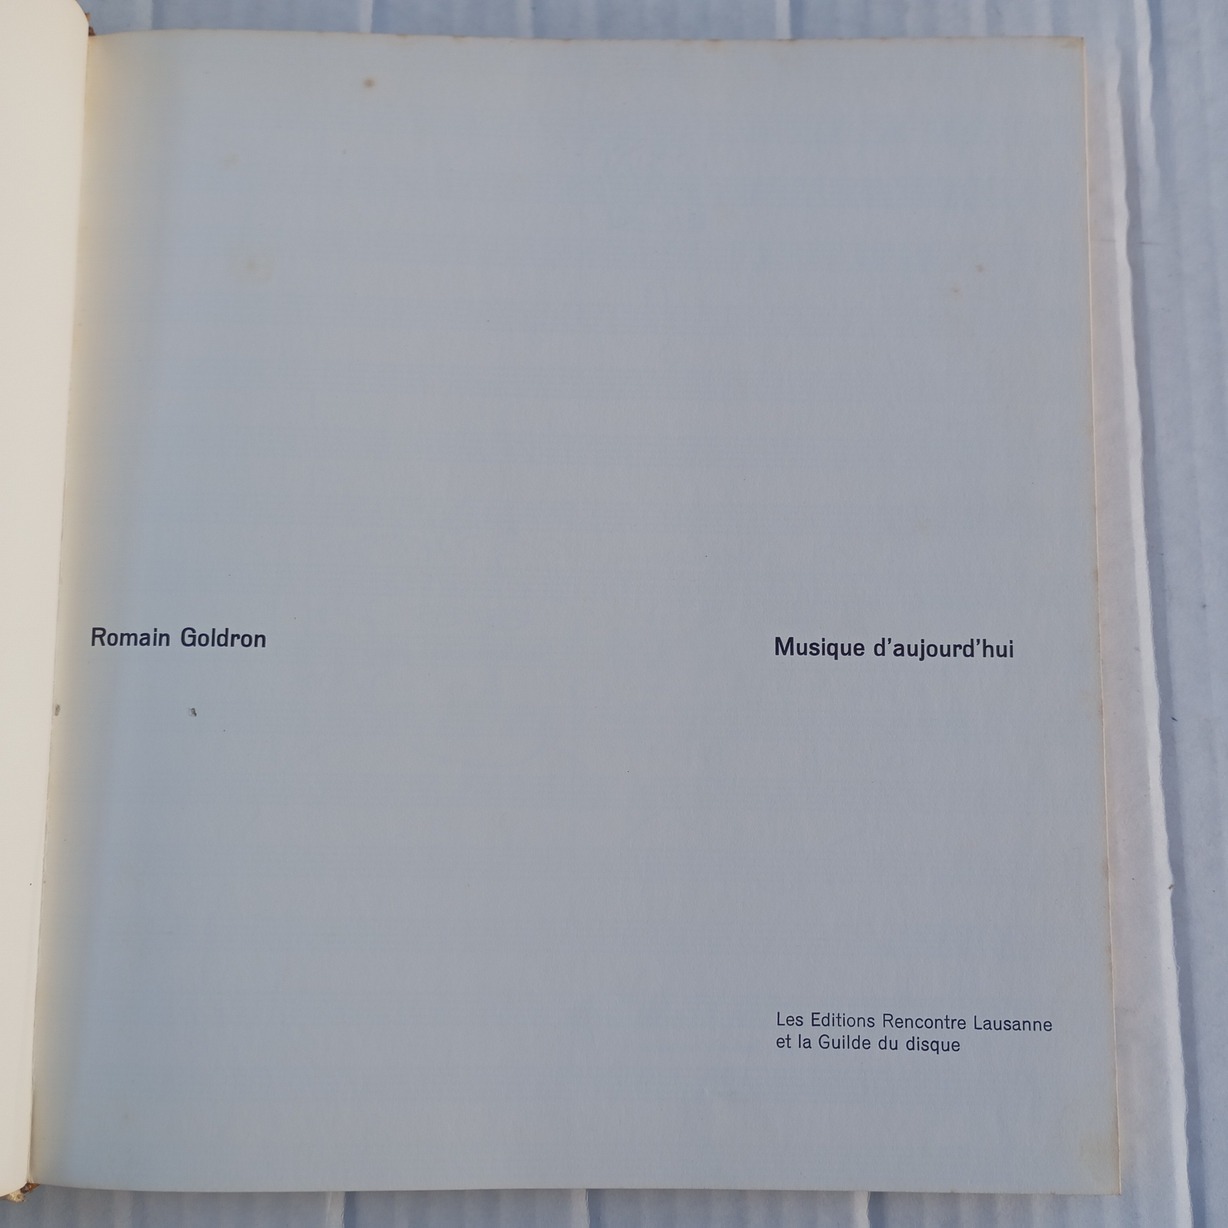 Romain Goldron
Musique d'aujourd'hui
Les Editions Rencontre Lausanne
et la Guilde du disque